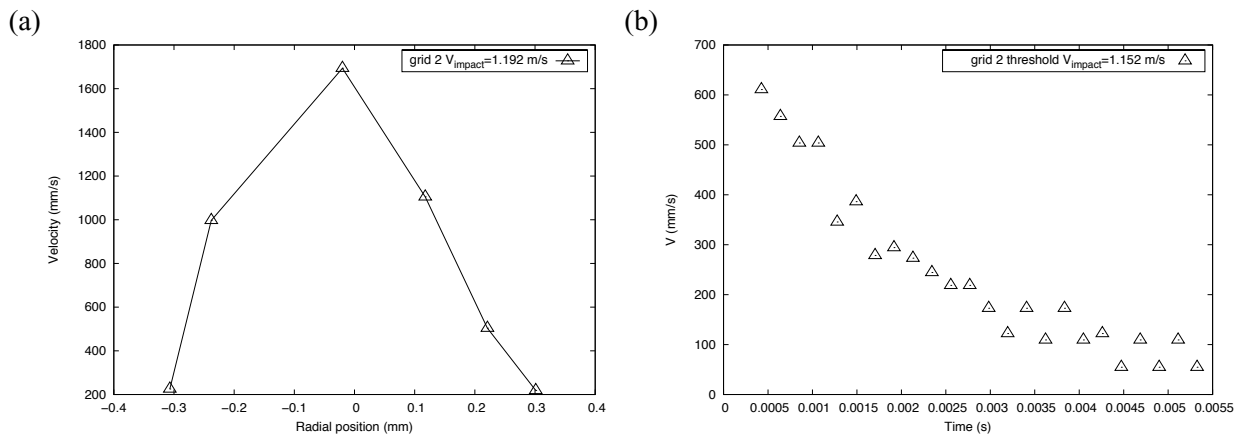 (a)
1800
1600
1400
1200
1000
800
600
400
200
Velocity (mm/s)
−0.4 −0.3 −0.2 −0.1 0 0.1 0.2 0.3 0.4
Radial position (mm)
grid 2 Vimpact=1.192 m/s
(b)
700
600
500
400
300
200
100
0
V (mm/s)
0 0.0005 0.001 0.0015 0.002 0.0025 0.003 0.0035 0.004 0.0045 0.005 0.0055
Time (s)
grid 2 threshold Vimpact=1.152 m/s